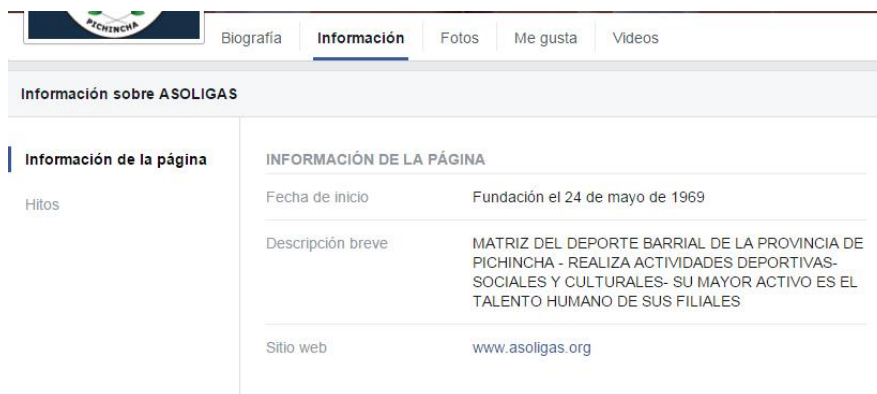 PICHINCHA
Biografía Información Fotos Me gusta Videos
Información sobre ASOLIGAS
Información de la página
Hitos
INFORMACIÓN DE LA PÁGINA
Fecha de inicio Fundación el 24 de mayo de 1969
Descripción breve MATRIZ DEL DEPORTE BARRIAL DE LA PROVINCIA DE
PICHINCHA - REALIZA ACTIVIDADES DEPORTIVAS-
SOCIALES Y CULTURALES- SU MAYOR ACTIVO ES EL
TALENTO HUMANO DE SUS FILIALES
Sitio web www.asoligas.org